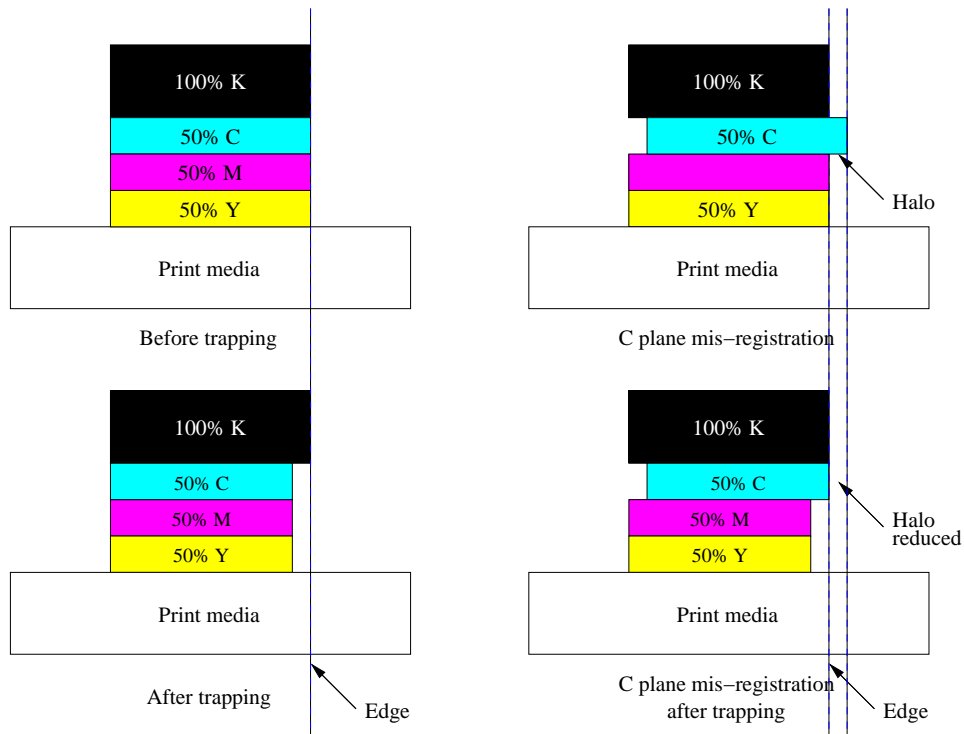 100% K
50% C
50% M
50% Y
Print media
Before trapping
100% K
50% C
50% Y
Halo
Print media
C plane mis−registration
100% K
50% C
50% M
50% Y
Print media
After trapping
Edge
100% K
50% C
50% M
50% Y
Halo
reduced
Print media
C plane mis−registration
after trapping
Edge